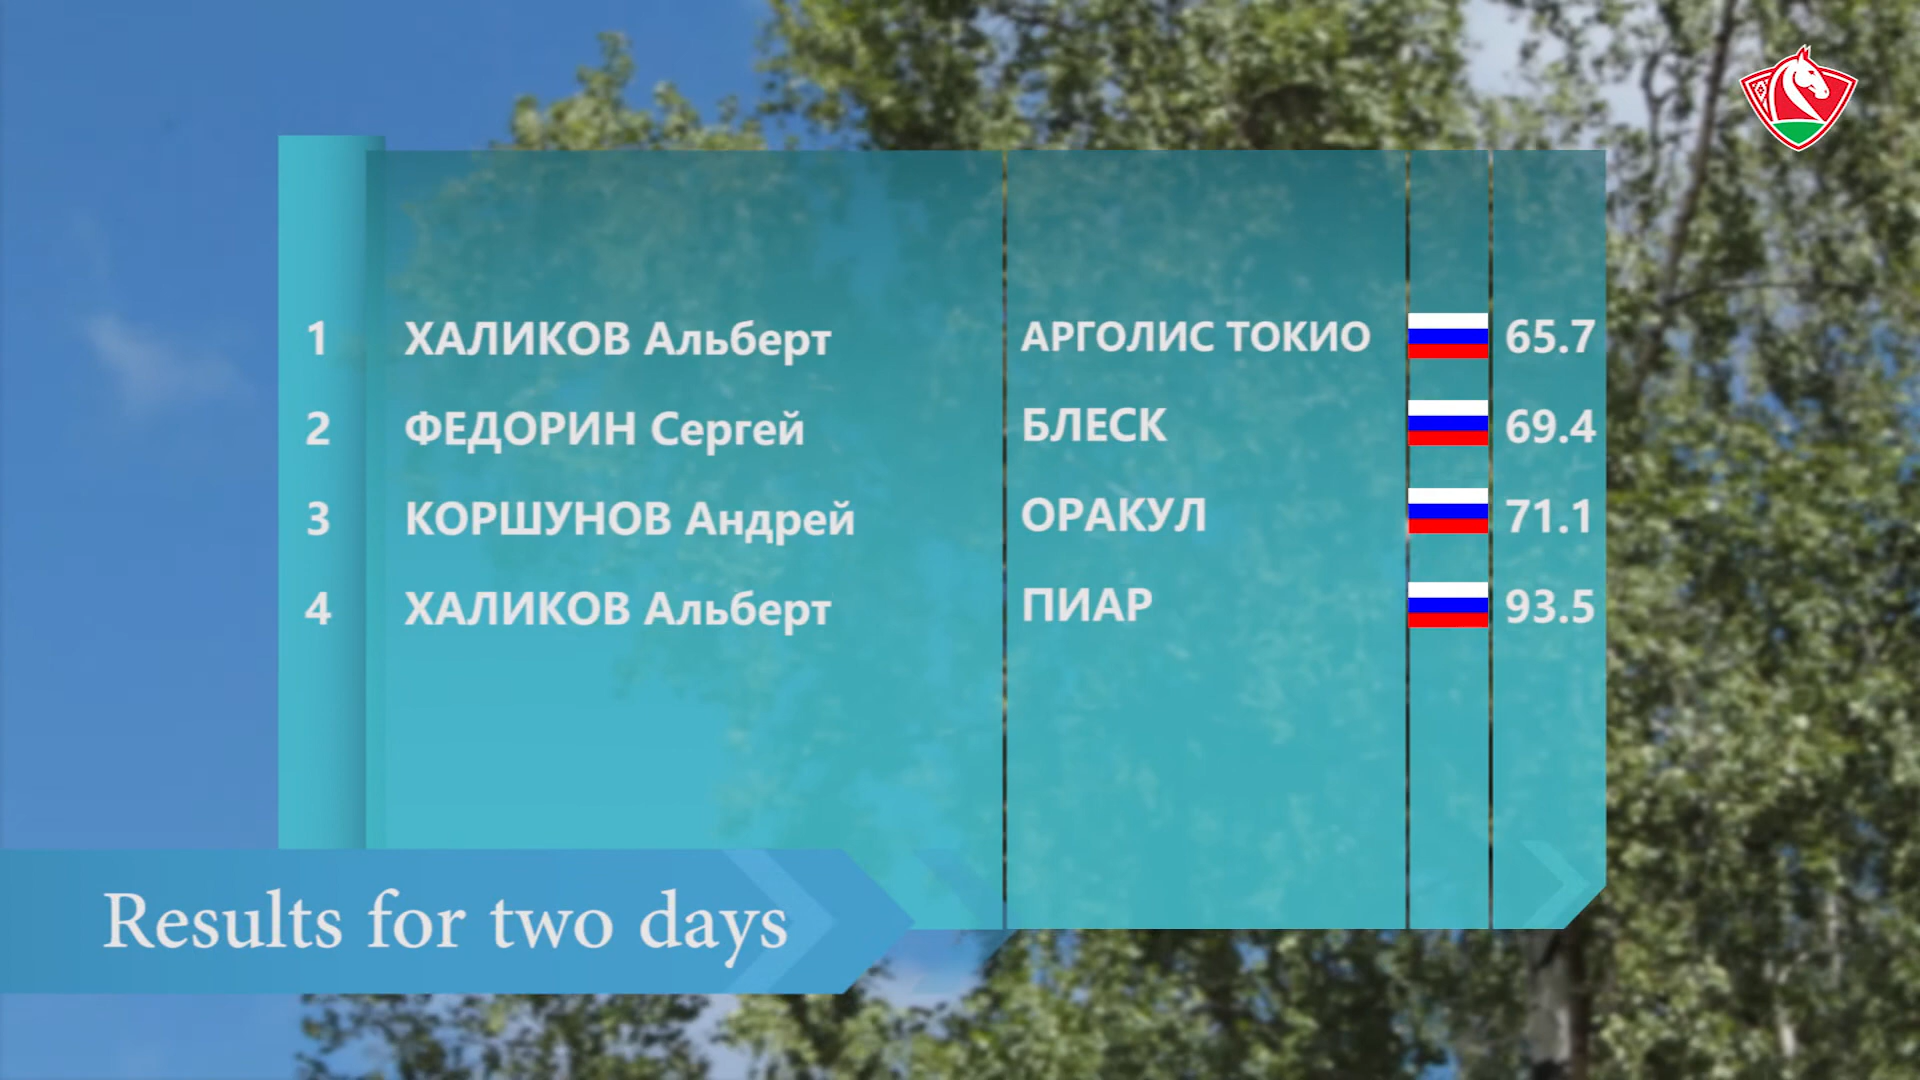 1 ХАЛИКОВ Альберт АРГОЛИС ТОКИО 65.7
2 ФЕДОРИН Сергей БЛЕСК 69.4
3 КОРШУНОВ Андрей ОРАКУЛ 71.1
4 ХАЛИКОВ Альберт ПИАР 93.5
Results for two days